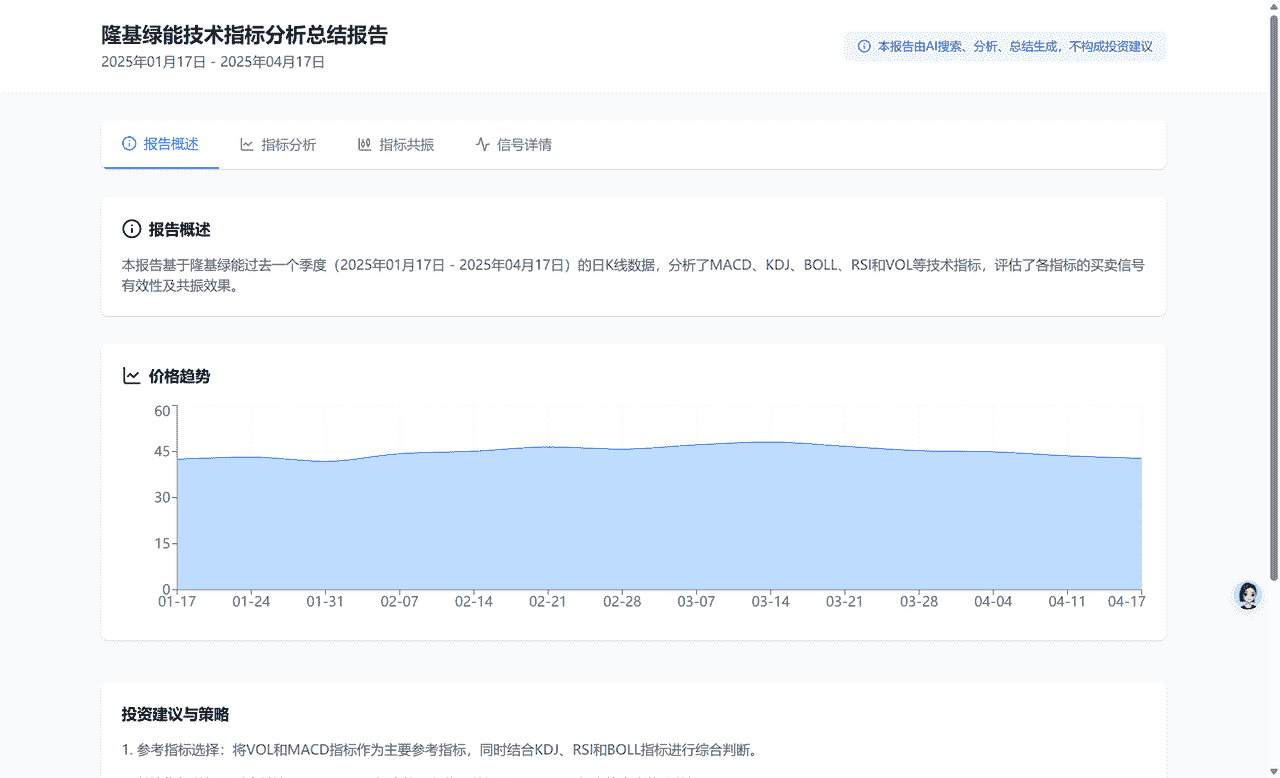 隆基绿能技术指标分析总结报告
2025年01月17日 - 2025年04月17日
本报告由AI搜索、分析、总结生成，不构成投资建议
报告概述
指标分析
指标共振
信号详情
报告概述
本报告基于隆基绿能过去一个季度（2025年01月17日 - 2025年04月17日）的日K线数据，分析了MACD、KDJ、BOLL、RSI和VOL等技术指标，评估了各指标的买卖信号
有效性及共振效果。
价格趋势
60
45
30
15
0
01-17 01-24 01-31 02-07 02-14 02-21 02-28 03-07 03-14 03-21 03-28 04-04 04-11 04-17
投资建议与策略
1. 参考指标选择：将VOL和MACD指标作为主要参考指标，同时结合KDJ、RSI和BOLL指标进行综合判断。